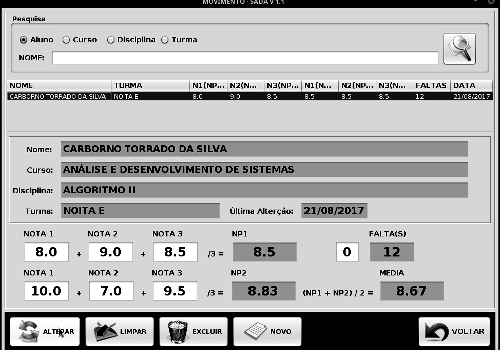 MOVIMENTO - SADA V 1.1
Pesquisa
Aluno Curso Disciplina Turma
NOME:
NOME TURMA N1(NP... N2(N... N3(NP... N1(N... N2(NP... N3(N... FALTAS DATA
CARBORNO TORRADO DA SILVA NOITA E 8.0 9.0 8.5 8.5 8.5 8.5 12 21/08/2017
Nome: CARBORNO TORRADO DA SILVA
Curso: ANÁLISE E DESENVOLVIMENTO DE SISTEMAS
Disciplina: ALGORITMO II
Turma: NOITA E Última Alterção: 21/08/2017
NOTA 1 NOTA 2 NOTA 3 NP1 FALTA(S)
8.0 + 9.0 + 8.5 /3 = 8.5 0 12
NOTA 1 NOTA 2 NOTA 3 NP2 MEDIA
10.0 + 7.0 + 9.5 /3 = 8.83 (NP1 + NP2) / 2 = 8.67
ALTERAR LIMPAR EXCLUIR NOVO VOLTAR